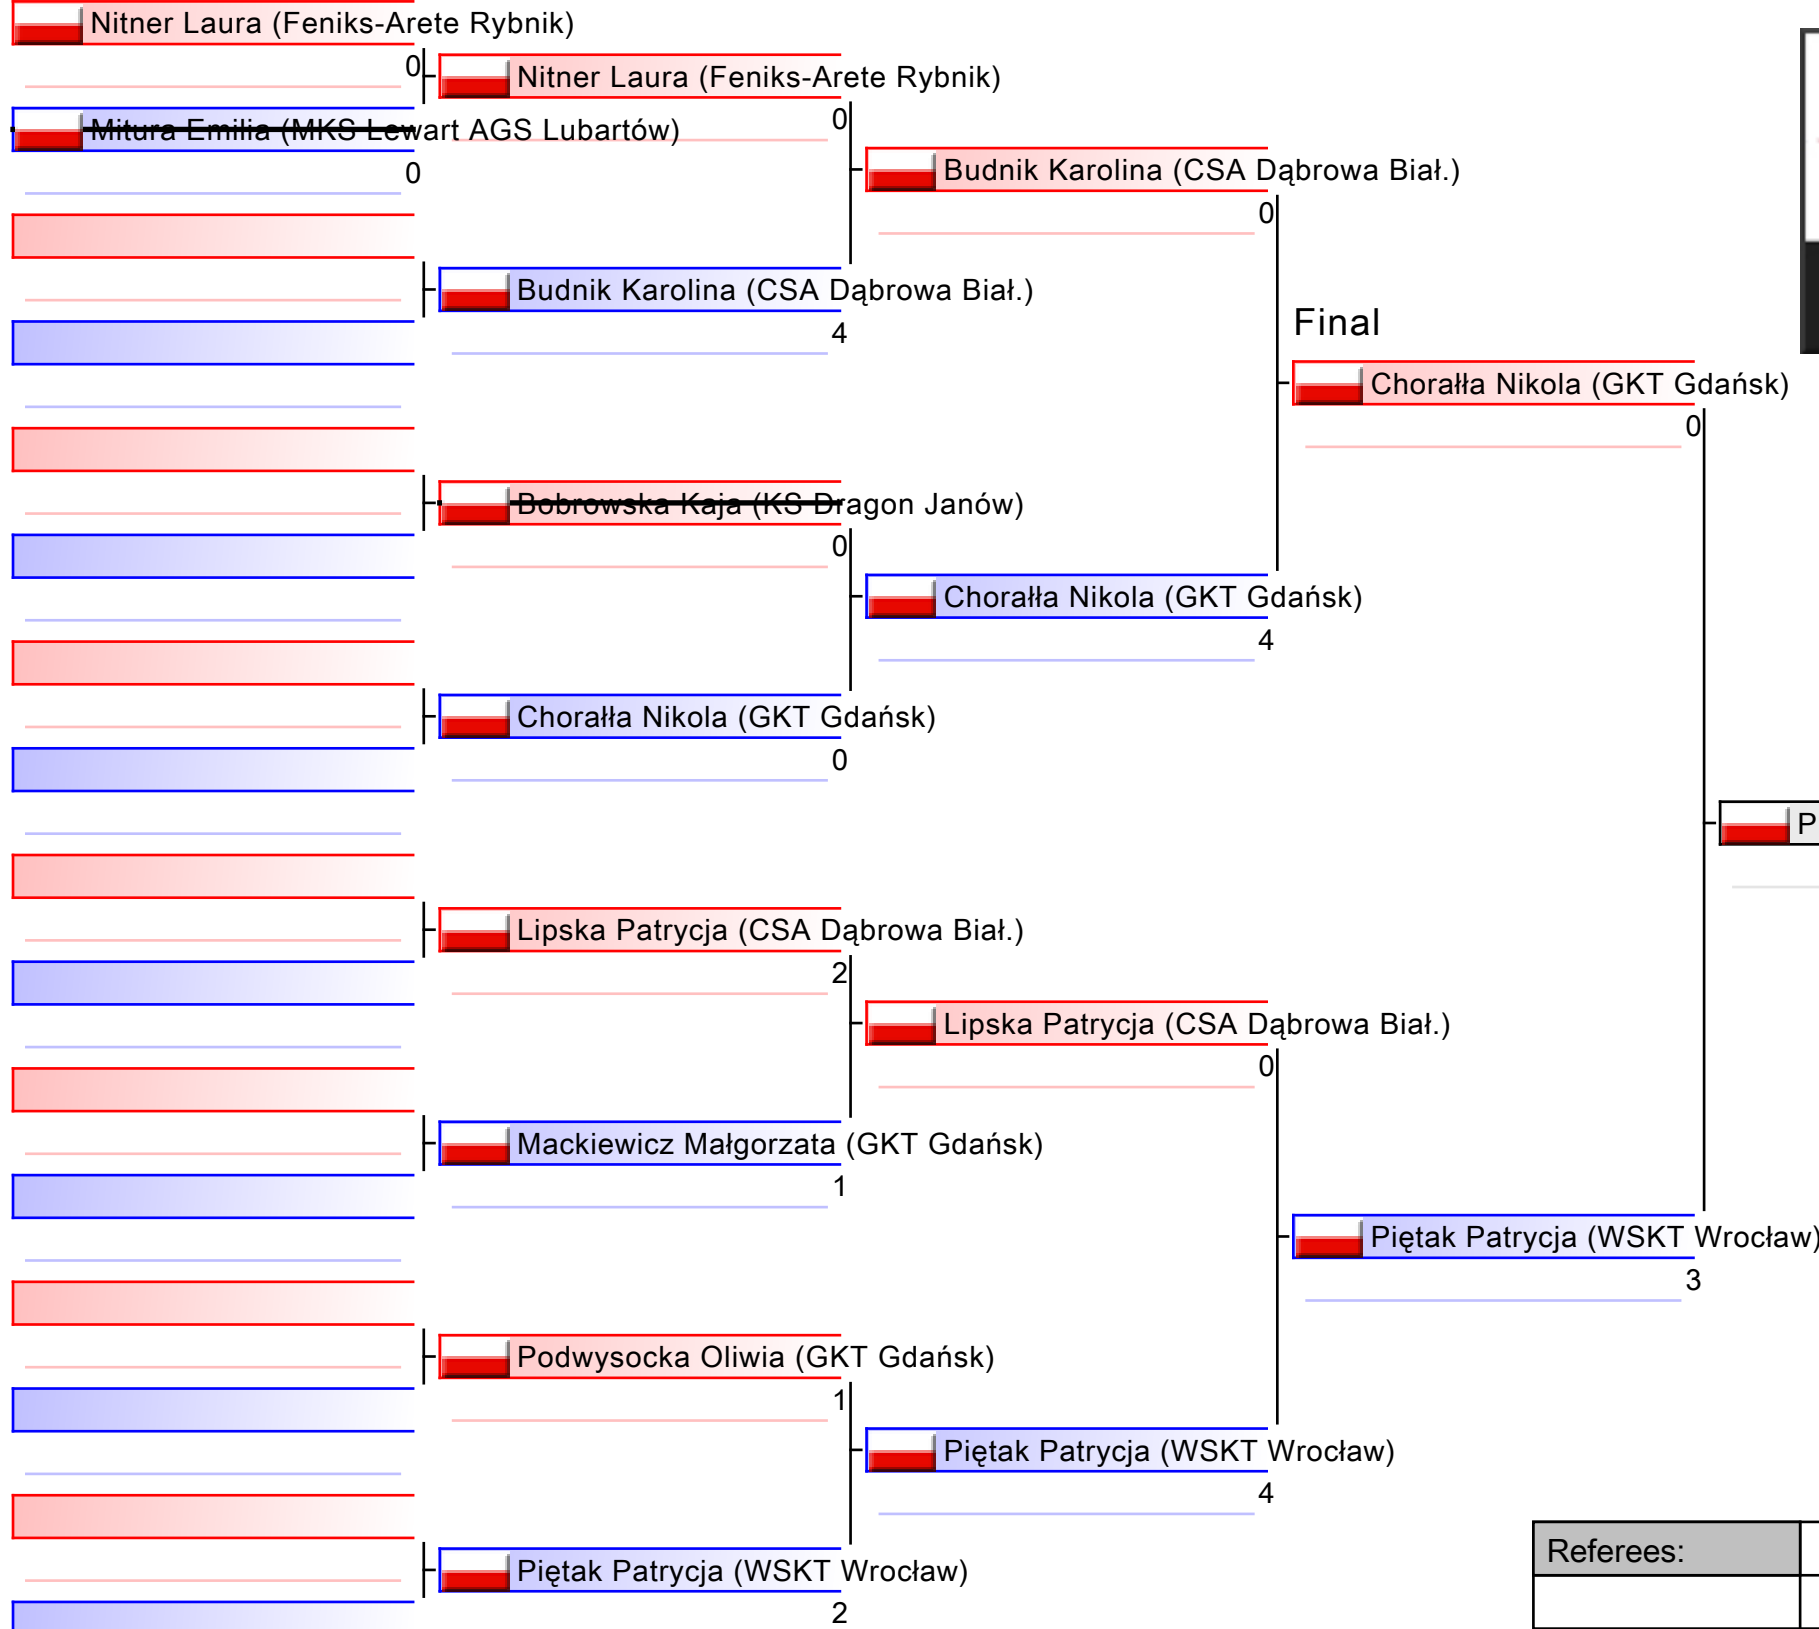 Nitner Laura (Feniks-Arete Rybnik)
0
Mitura Emilia (MKS Lewart AGS Lubartów)
0
Nitner Laura (Feniks-Arete Rybnik)
0
Budnik Karolina (CSA Dąbrowa Biał.)
4
Bobrowska Kaja (KS Dragon Janów)
0
Chorałła Nikola (GKT Gdańsk)
0
Lipska Patrycja (CSA Dąbrowa Biał.)
2
Mackiewicz Małgorzata (GKT Gdańsk)
1
Podwysocka Oliwia (GKT Gdańsk)
1
Piętak Patrycja (WSKT Wrocław)
2
Budnik Karolina (CSA Dąbrowa Biał.)
0
Chorałła Nikola (GKT Gdańsk)
4
Lipska Patrycja (CSA Dąbrowa Biał.)
0
Piętak Patrycja (WSKT Wrocław)
4
Final
Chorałła Nikola (GKT Gdańsk)
0
Piętak Patrycja (WSKT Wrocław)
3
P
Referees: